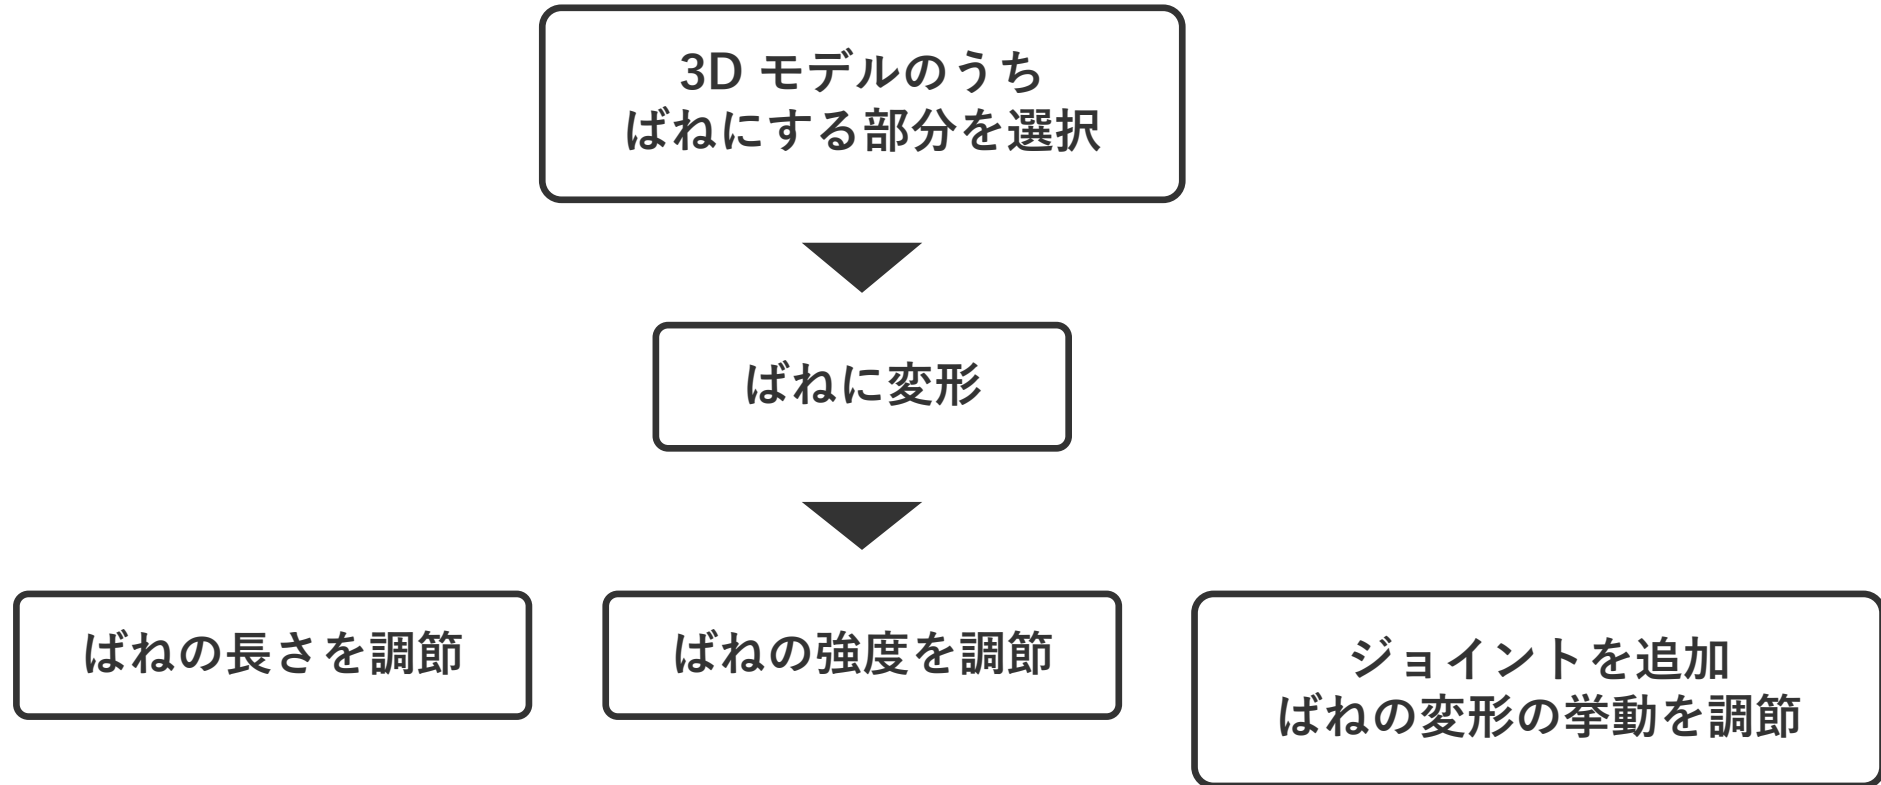 3D モデルのうち
ばねにする部分を選択
ばねに変形
ばねの長さを調節
ばねの強度を調節
ジョイントを追加
ばねの変形の挙動を調節